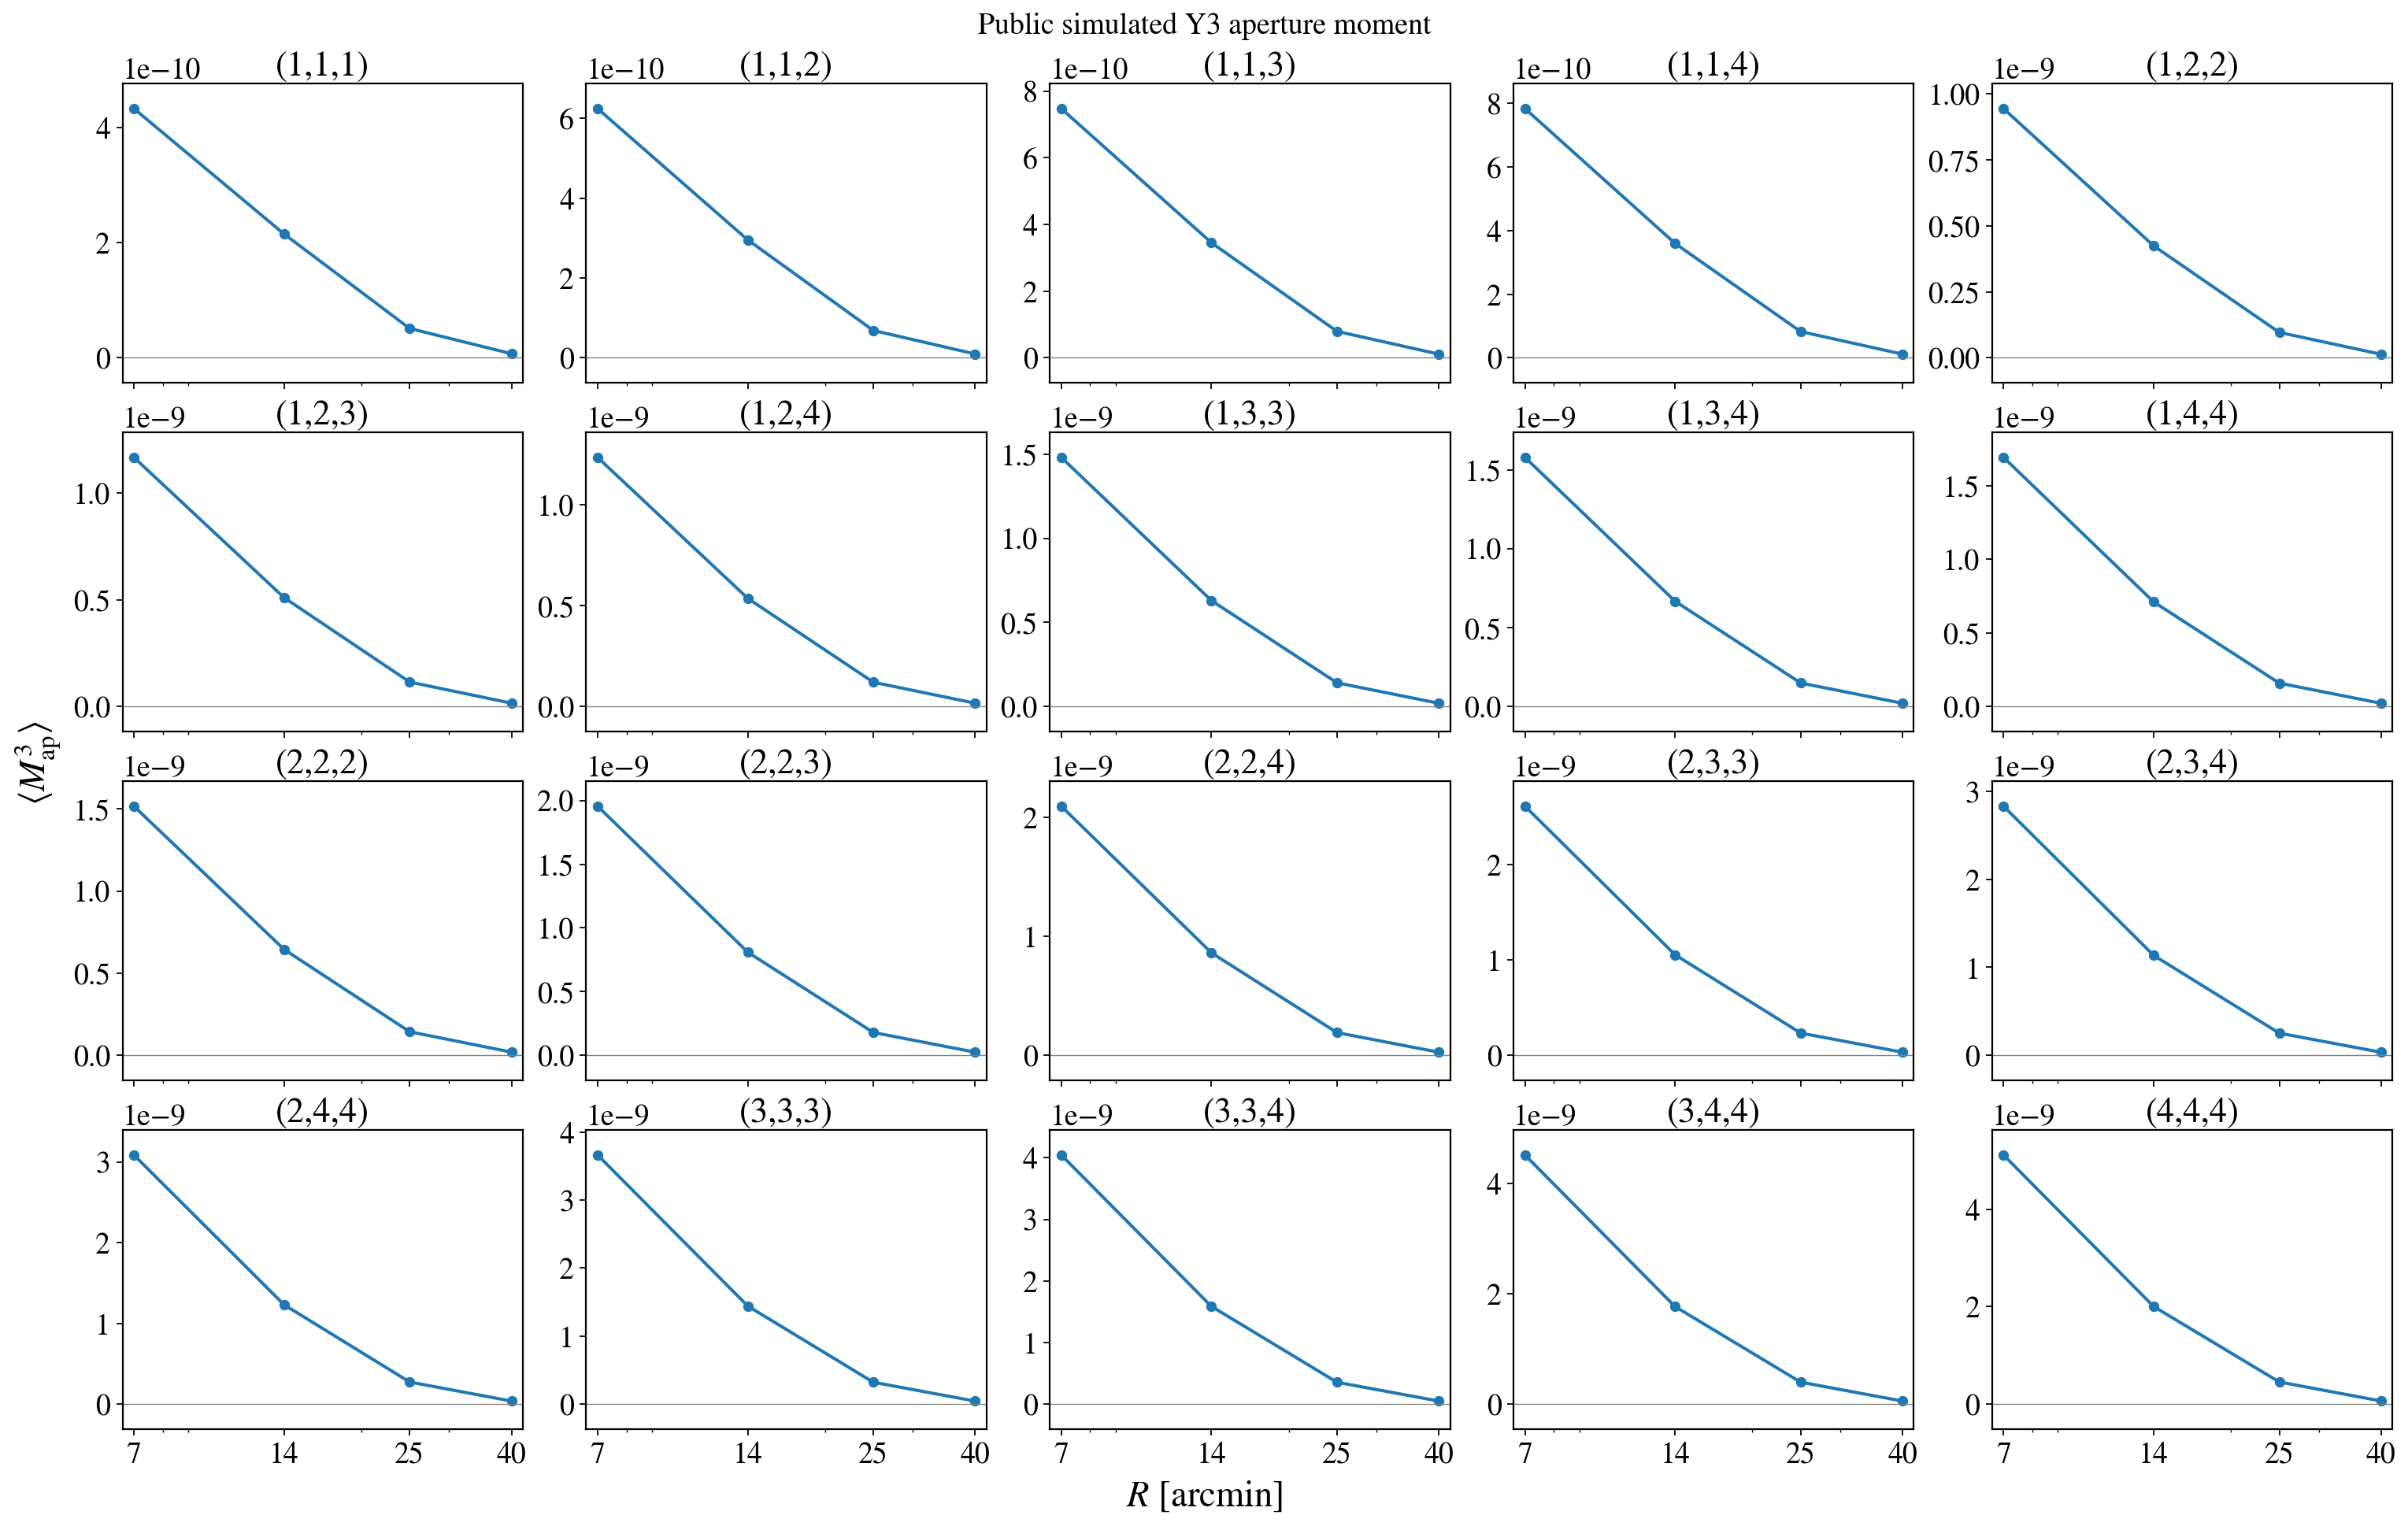 Public simulated Y3 aperture moment
1e−10 (1,1,1)
4
2
0
1e−10 (1,1,2)
6
4
2
0
1e−10 (1,1,3)
8
6
4
2
0
1e−10 (1,1,4)
8
6
4
2
0
1e−9 (1,2,2)
1.00
0.75
0.50
0.25
0.00
1e−9 (1,2,3)
1.0
0.5
0.0
1e−9 (1,2,4)
1.0
0.5
0.0
1e−9 (1,3,3)
1.5
1.0
0.5
0.0
1e−9 (1,3,4)
1.5
1.0
0.5
0.0
1e−9 (1,4,4)
1.5
1.0
0.5
0.0
⟨M³ap⟩
1e−9 (2,2,2)
1.5
1.0
0.5
0.0
1e−9 (2,2,3)
2.0
1.5
1.0
0.5
0.0
1e−9 (2,2,4)
2
1
0
1e−9 (2,3,3)
2
1
0
1e−9 (2,3,4)
3
2
1
0
1e−9 (2,4,4)
3
2
1
0
7 14 25 40
1e−9 (3,3,3)
4
3
2
1
0
7 14 25 40
1e−9 (3,3,4)
4
3
2
1
0
7 14 25 40
1e−9 (3,4,4)
4
2
0
7 14 25 40
1e−9 (4,4,4)
4
2
0
7 14 25 40
R [arcmin]